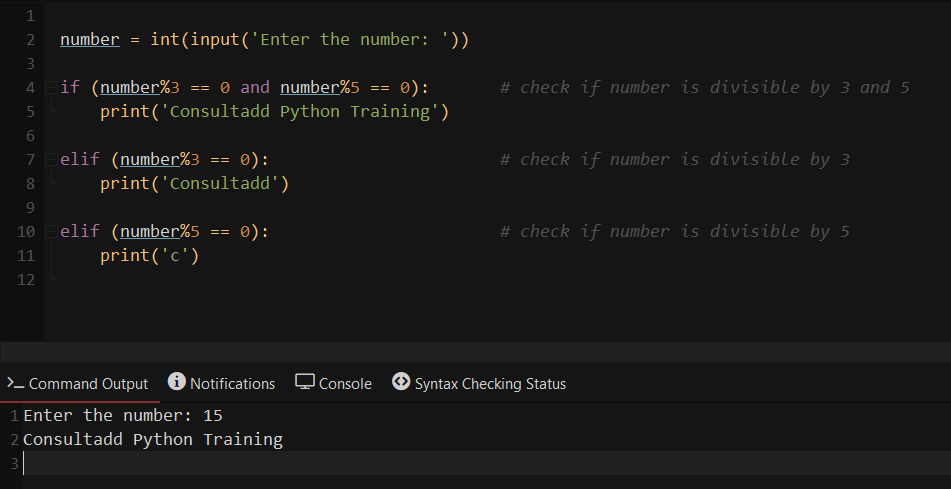 1
2 number = int(input('Enter the number: '))
3
4 if (number%3 == 0 and number%5 == 0): # check if number is divisible by 3 and 5
5 print('Consultadd Python Training')
6
7 elif (number%3 == 0): # check if number is divisible by 3
8 print('Consultadd')
9
10 elif (number%5 == 0): # check if number is divisible by 5
11 print('c')
12
Command Output Notifications Console Syntax Checking Status
1 Enter the number: 15
2 Consultadd Python Training
3